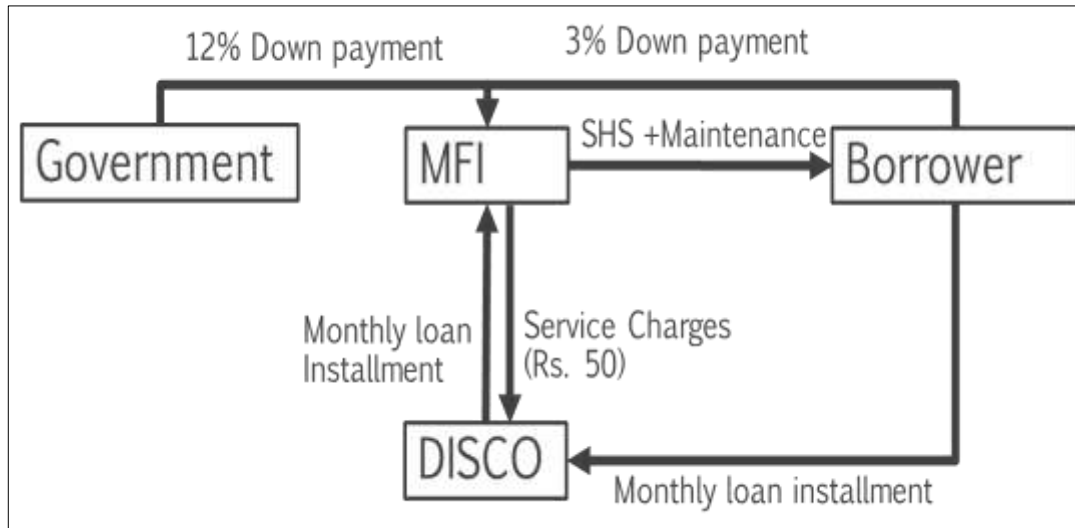 12% Down payment
3% Down payment
Government
MFI
SHS +Maintenance
Borrower
Monthly loan
Installment
Service Charges
(Rs. 50)
DISCO
Monthly loan installment